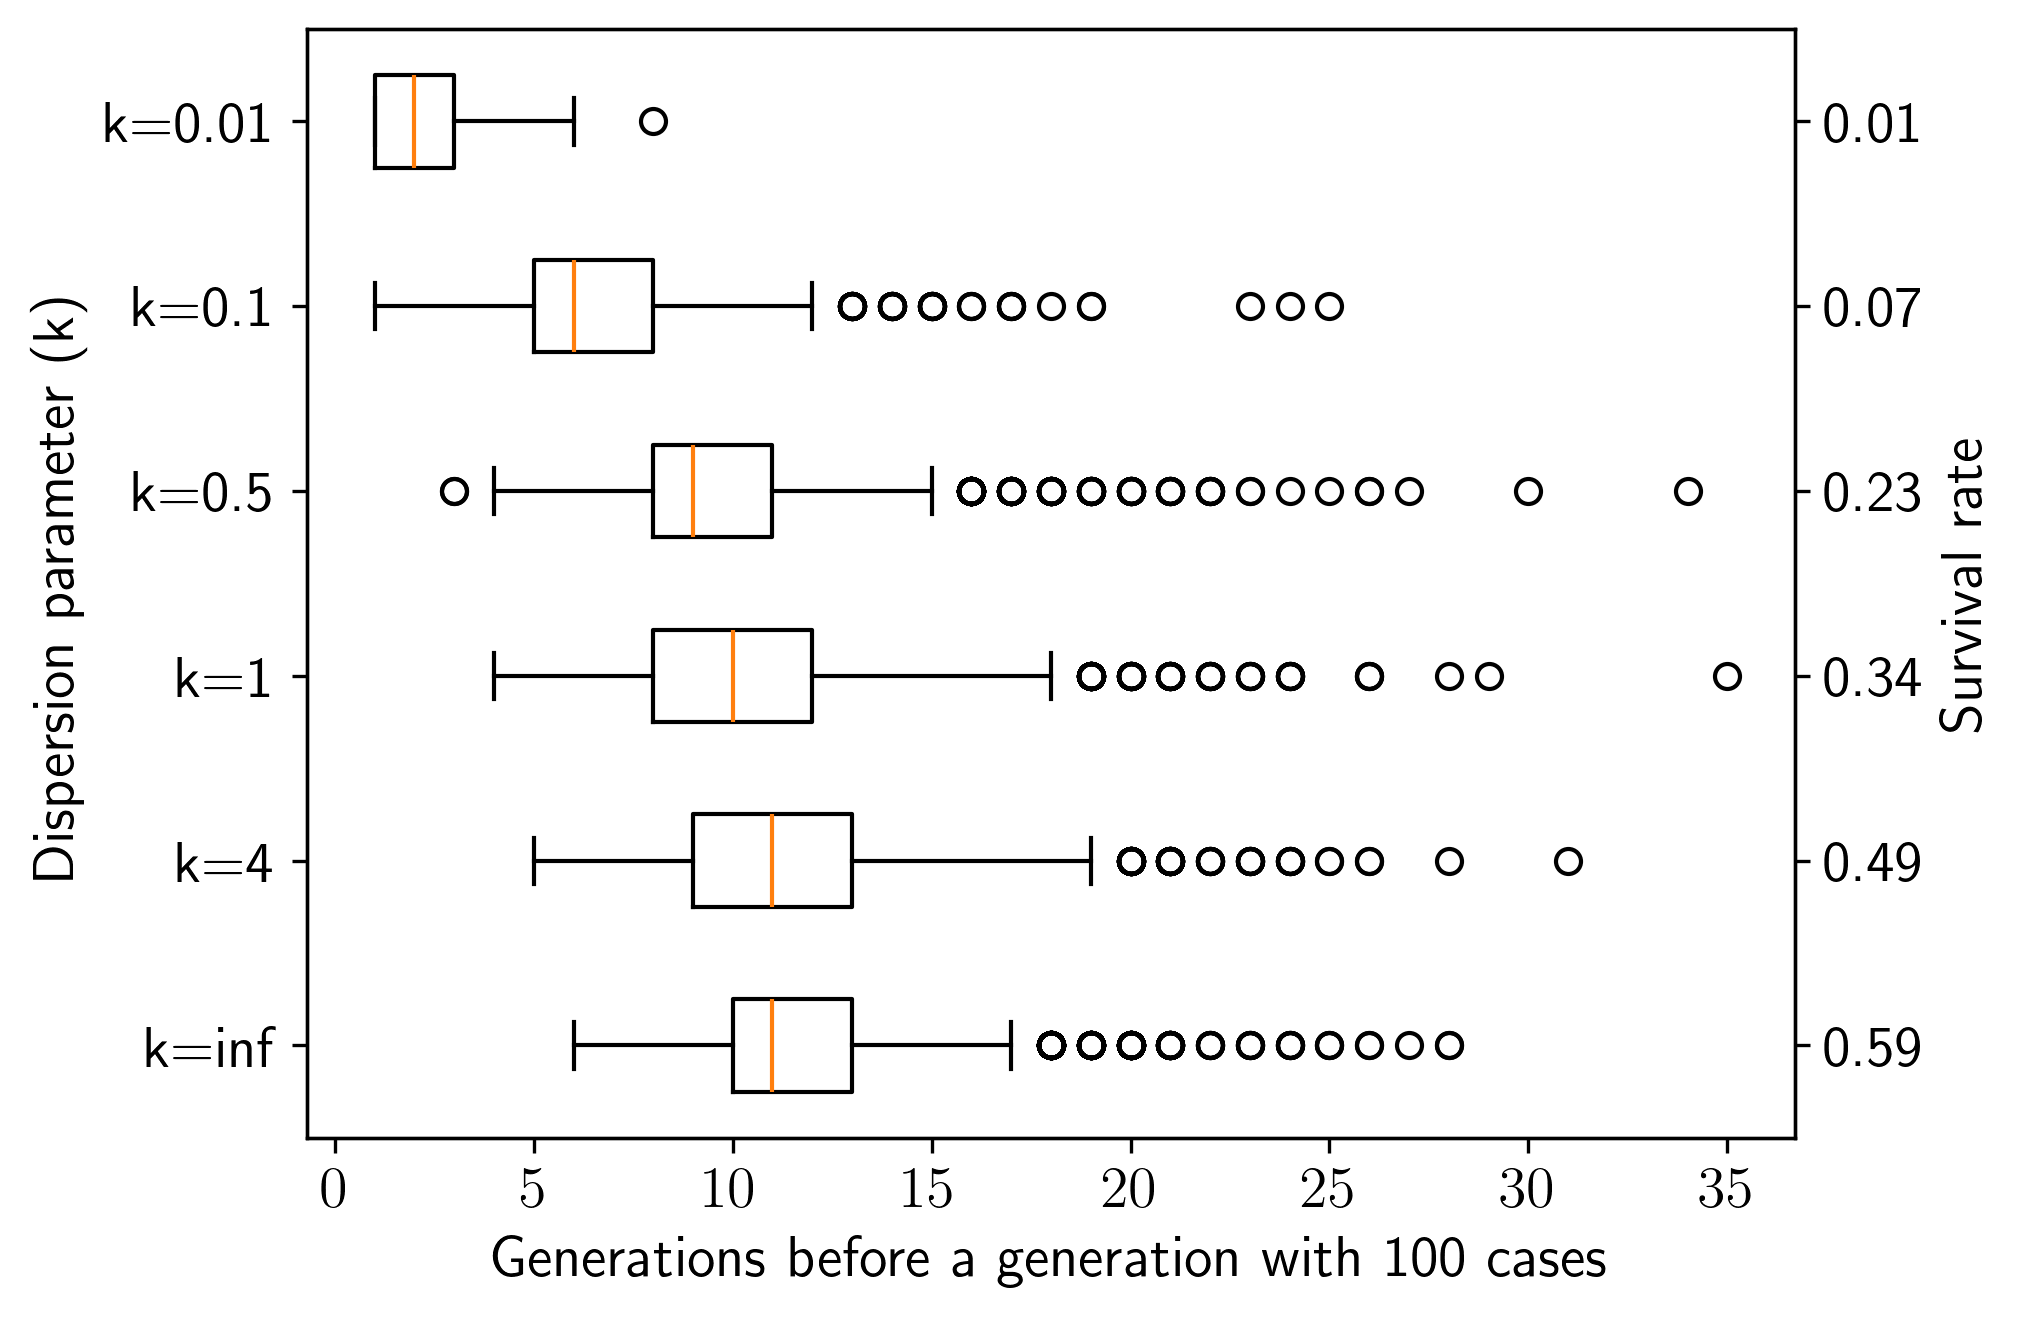 Dispersion parameter (k)
k=0.01
k=0.1
k=0.5
k=1
k=4
k=inf
0.01
0.07
0.23
0.34
0.49
0.59
Survival rate
0 5 10 15 20 25 30 35
Generations before a generation with 100 cases